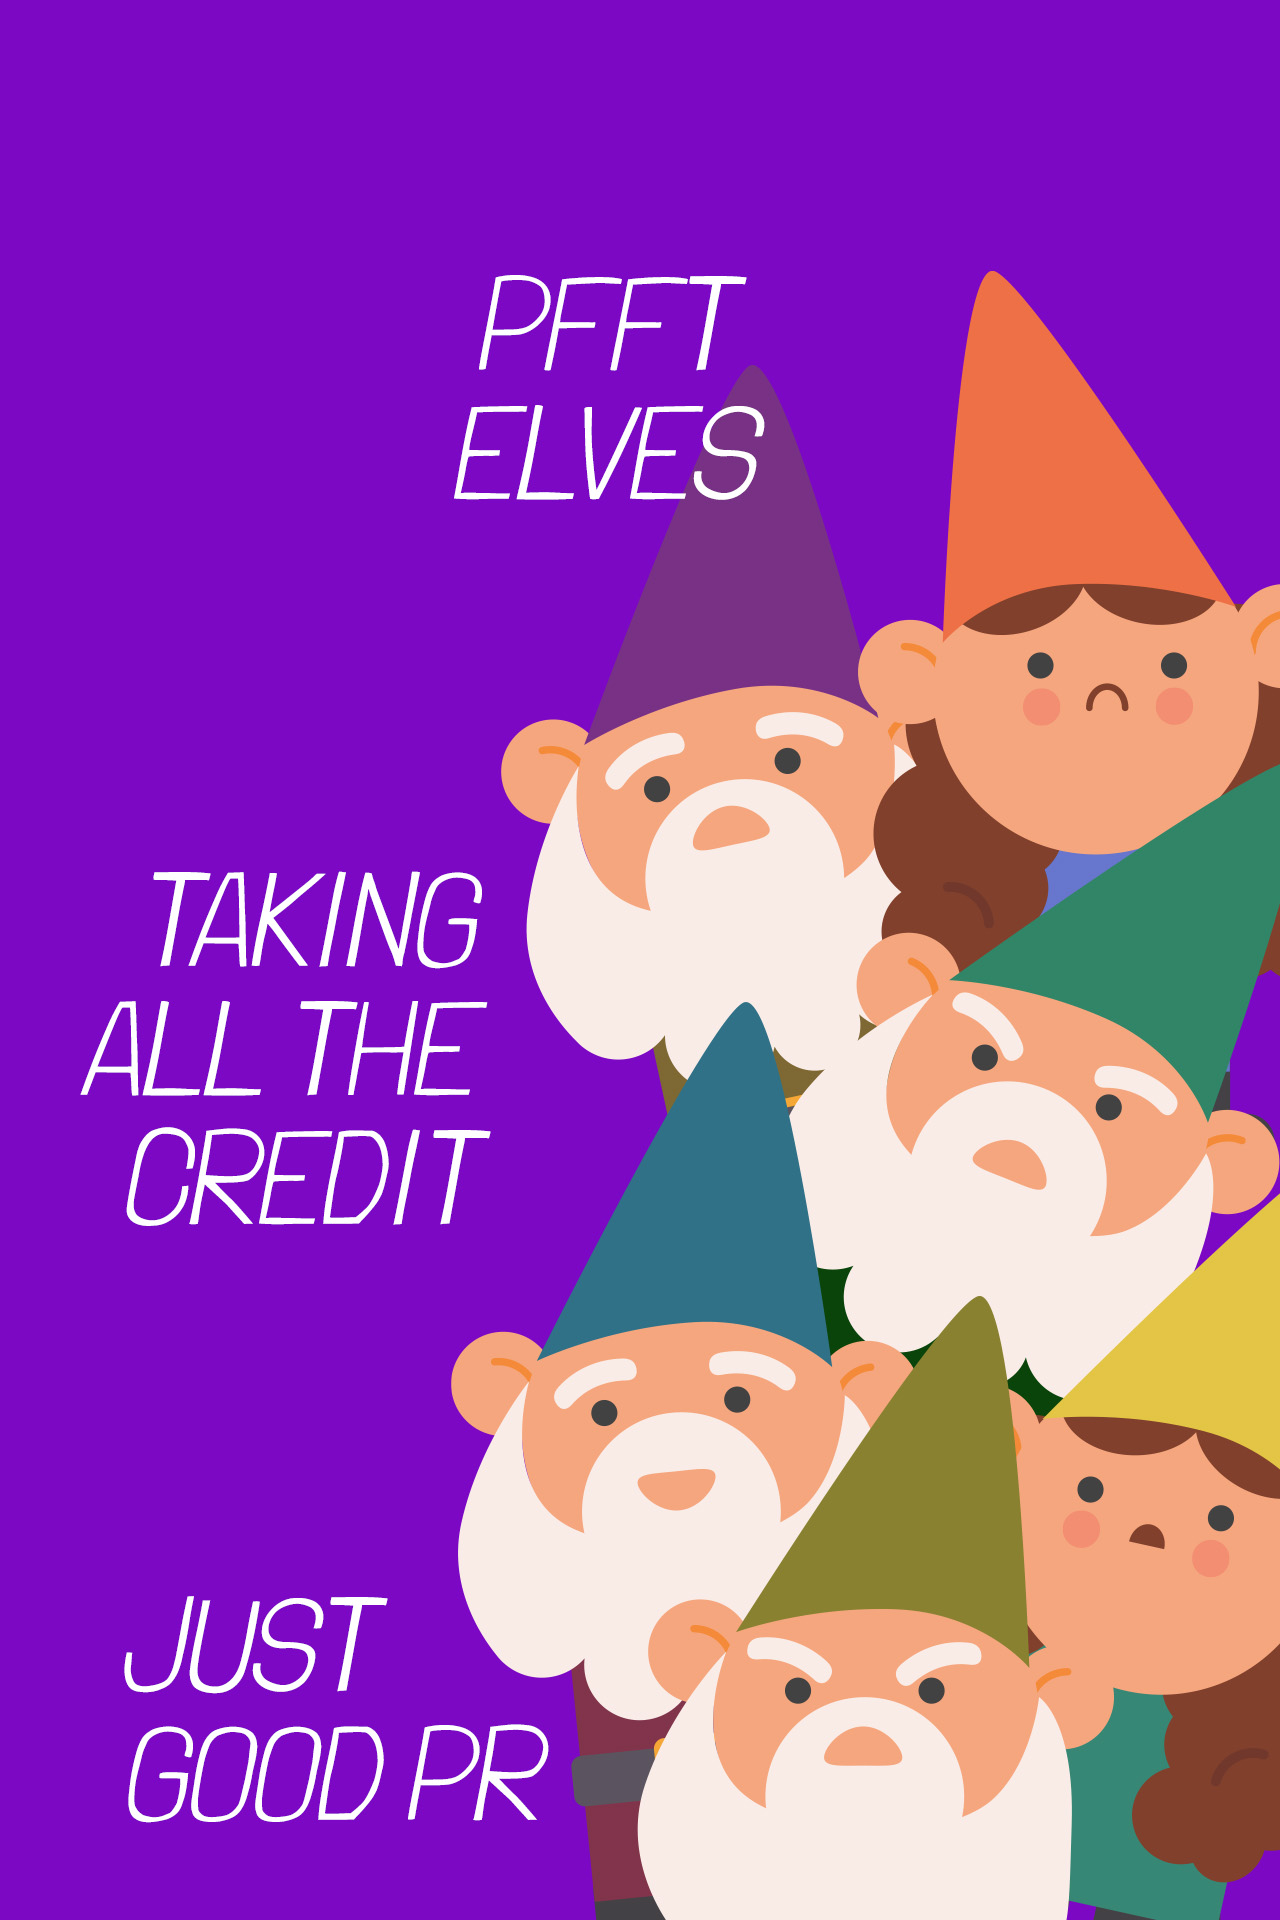 PFFT
ELVES
TAKING
ALL THE
CREDIT
JUST
GOOD PR